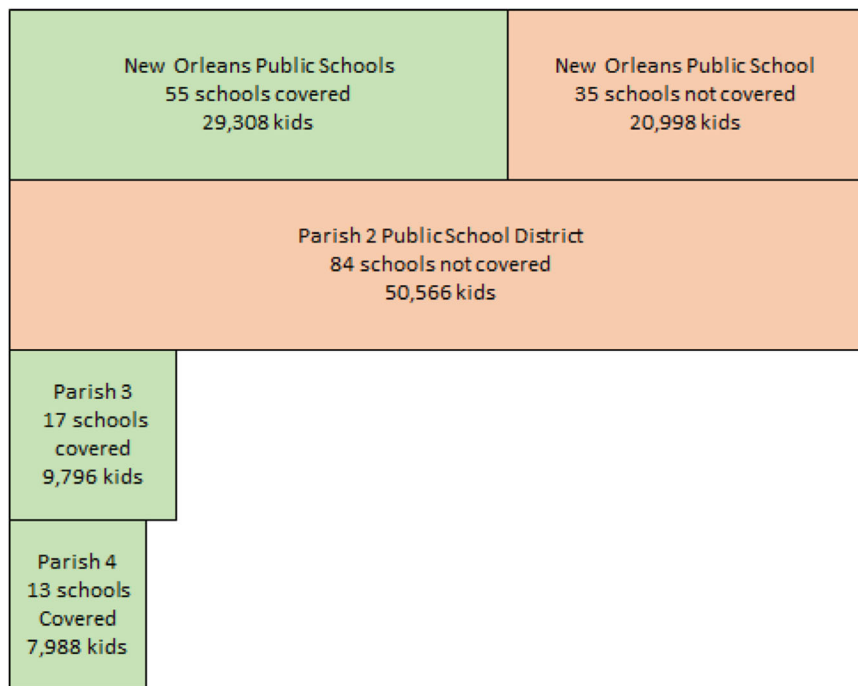 New Orleans Public Schools
55 schools covered
29,308 kids
New Orleans Public School
35 schools not covered
20,998 kids
Parish 2 Public School District
84 schools not covered
50,566 kids
Parish 3
17 schools
covered
9,796 kids
Parish 4
13 schools
Covered
7,988 kids